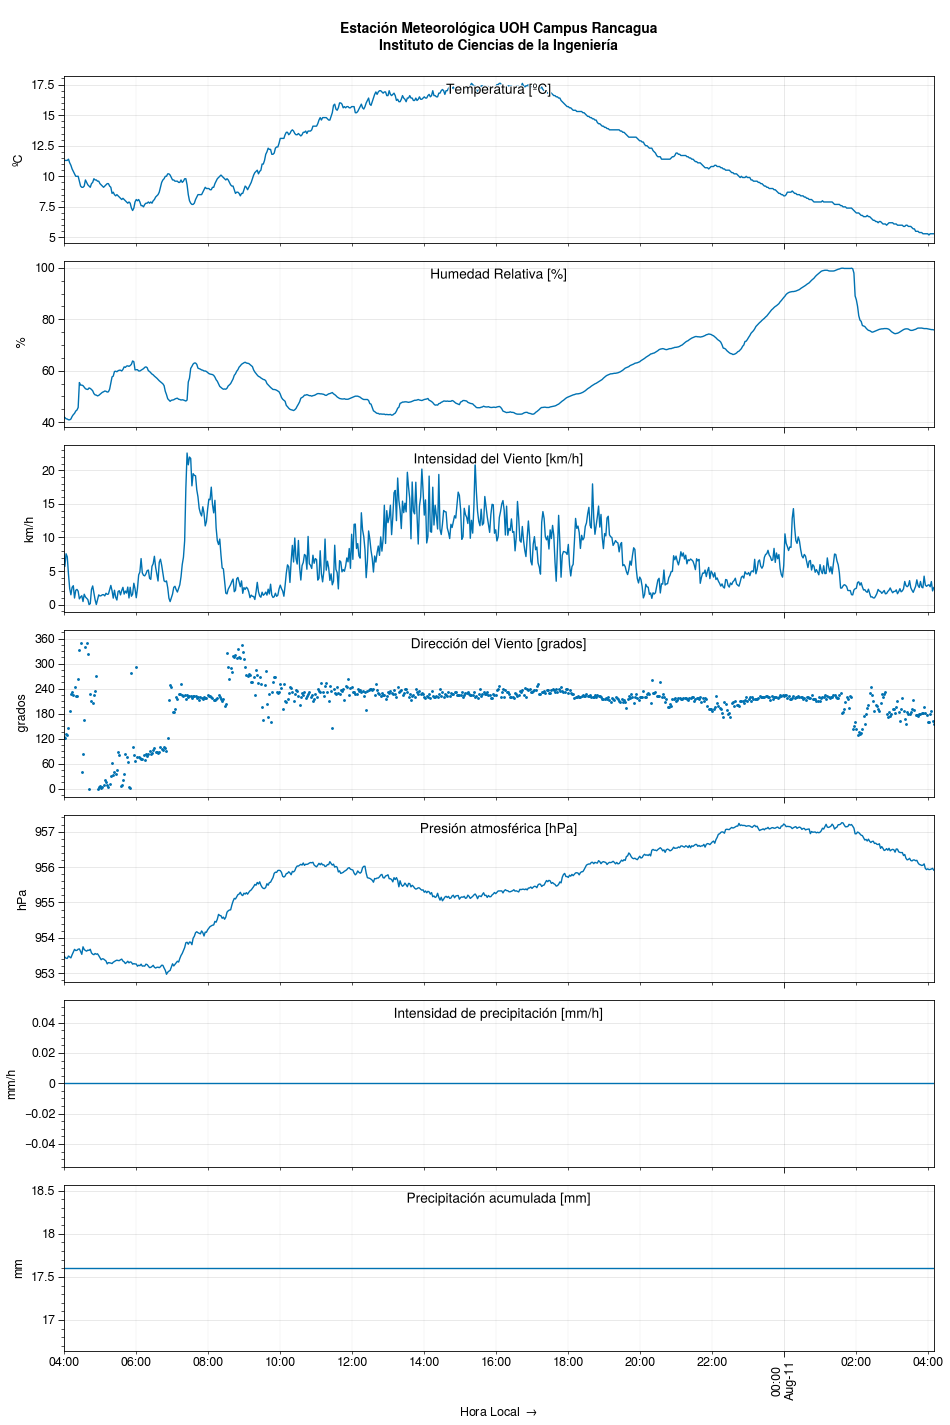 Estación Meteorológica UOH Campus Rancagua
Instituto de Ciencias de la Ingeniería
Temperatura [ºC]
ºC
17.5
15
12.5
10
7.5
5
Humedad Relativa [%]
%
100
80
60
40
Intensidad del Viento [km/h]
km/h
20
15
10
5
0
Dirección del Viento [grados]
grados
360
300
240
180
120
60
0
Presión atmosférica [hPa]
hPa
957
956
955
954
953
Intensidad de precipitación [mm/h]
mm/h
0.04
0.02
0
−0.02
−0.04
Precipitación acumulada [mm]
mm
18.5
18
17.5
17
04:00 06:00 08:00 10:00 12:00 14:00 16:00 18:00 20:00 22:00 00:00 02:00 04:00
Aug-11
Hora Local →